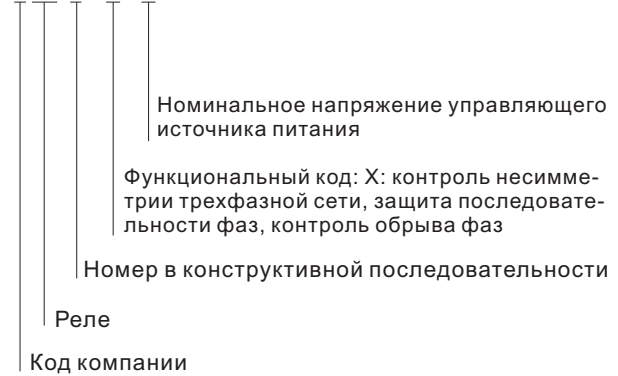 Номинальное напряжение управляющего
источника питания
Функциональный код: X: контроль несимме-
трии трехфазной сети, защита последовате-
льности фаз, контроль обрыва фаз
Номер в конструктивной последовательности
Реле
Код компании